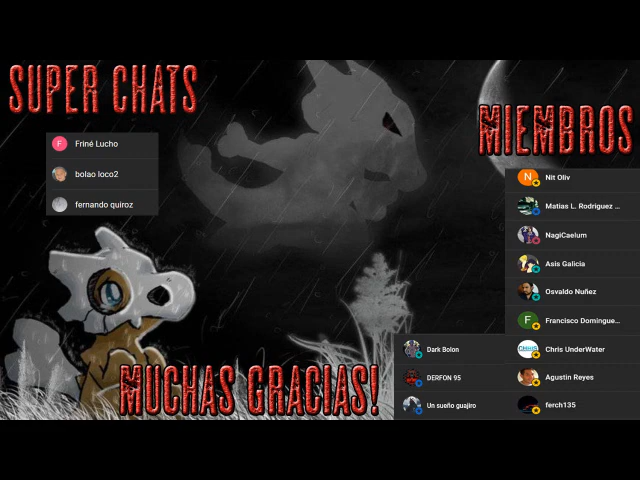 SUPER CHATS
F Friné Lucho
bolao loco2
fernando quiroz
MIEMBROS
N Nit Oliv
Matias L. Rodriguez ...
NagiCaelum
Asis Galicia
Osvaldo Nuñez
F Francisco Domingue...
CHRIS Chris UnderWater
Agustin Reyes
ferch135
Dark Bolon
DERFON 95
Un sueño guajiro
MUCHAS GRACIAS!